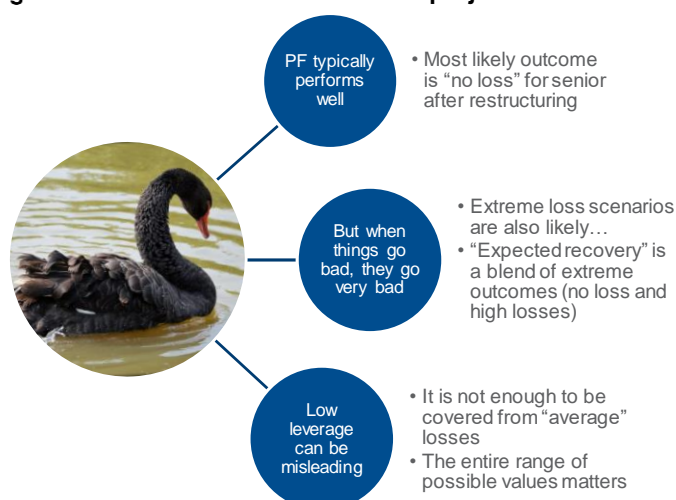 PF typically
performs
well
• Most likely outcome
is “no loss” for senior
after restructuring
But when
things go
bad, they go
very bad
• Extreme loss scenarios
are also likely…
• “Expected recovery” is
a blend of extreme
outcomes (no loss and
high losses)
Low
leverage
can be
misleading
• It is not enough to be
covered from “average”
losses
• The entire range of
possible values matters